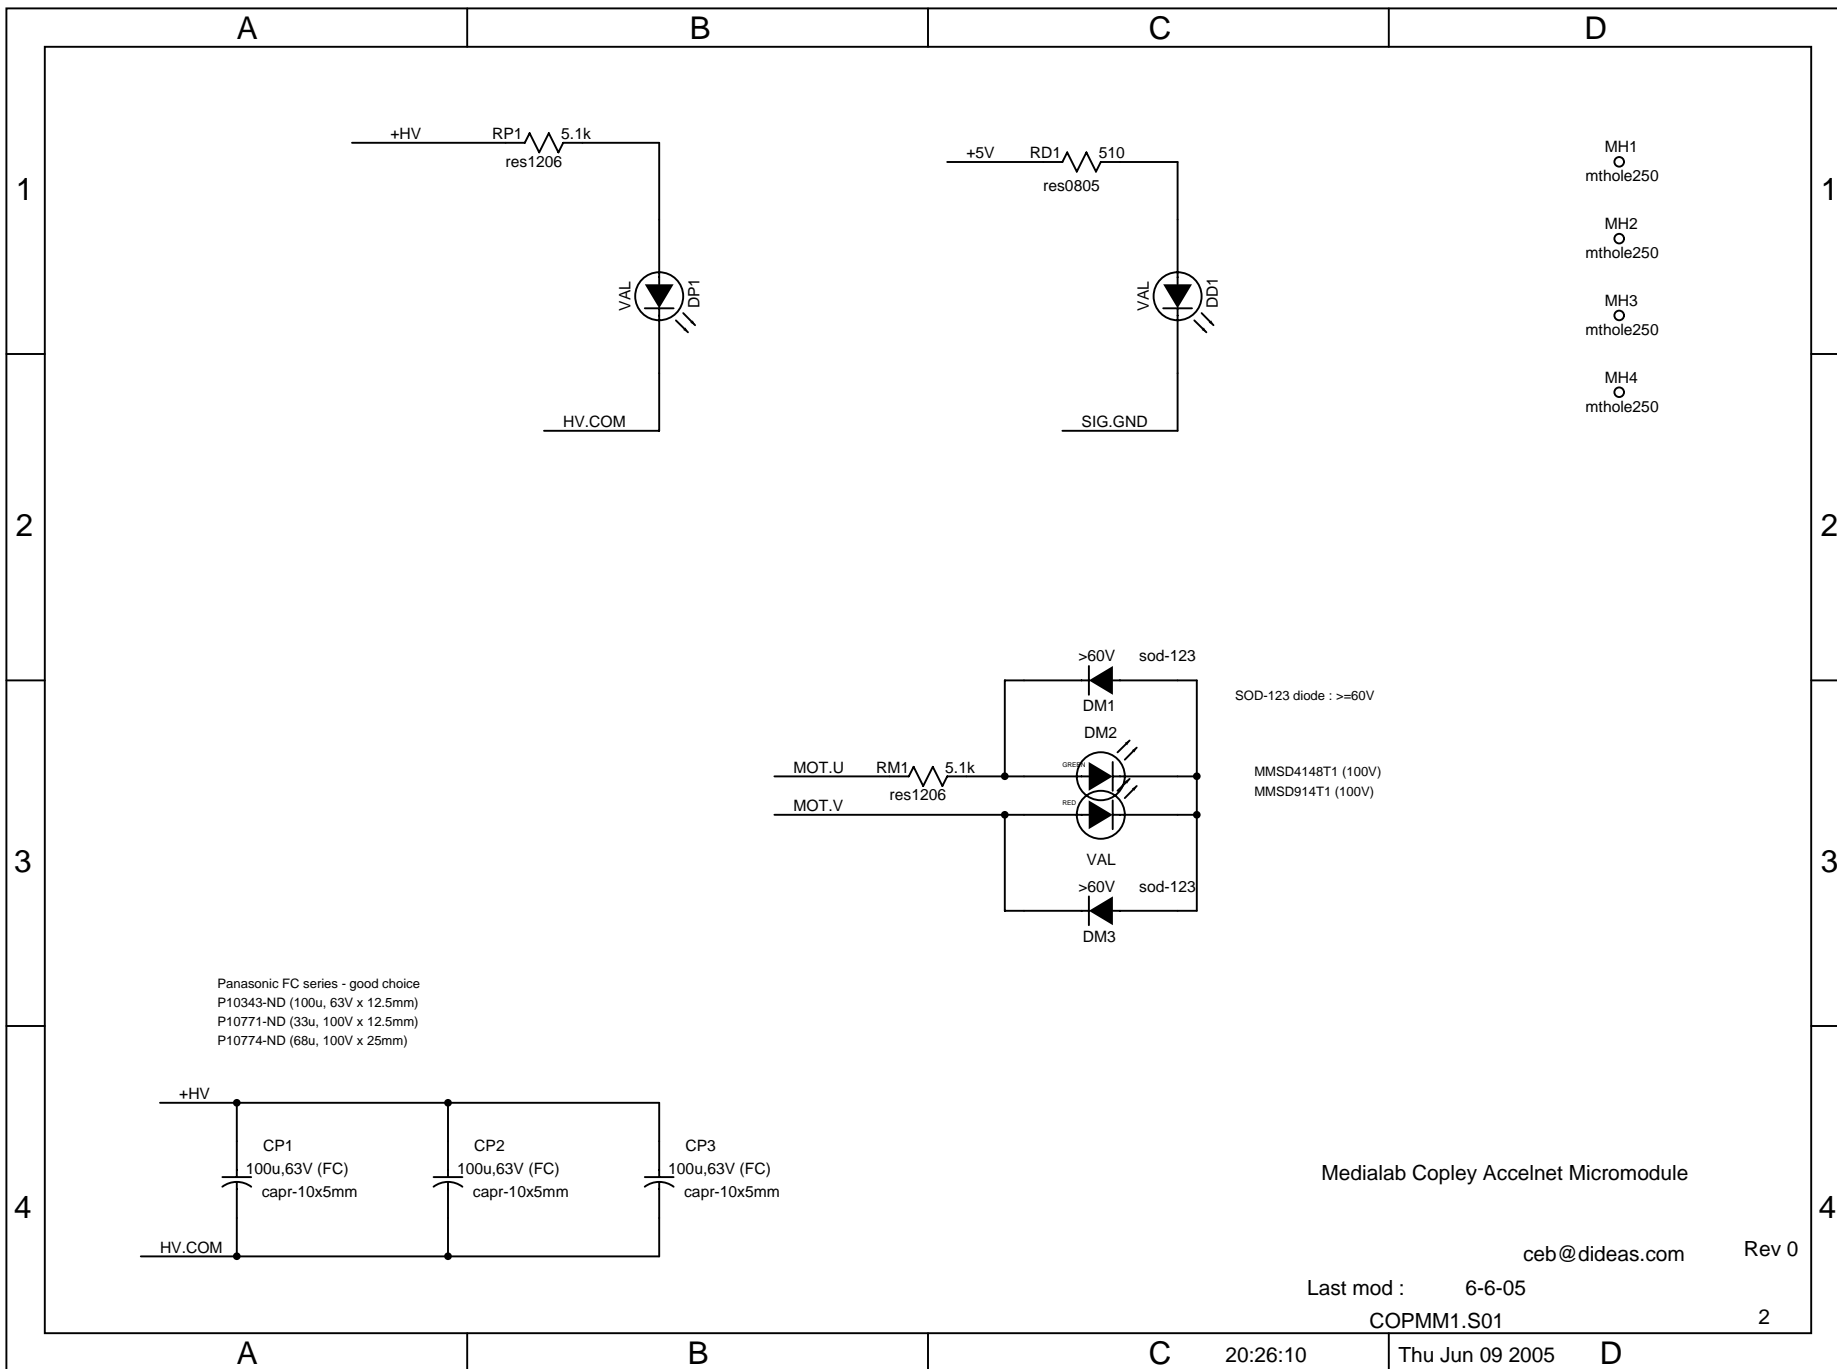 A B C D
+HV RP1 5.1k
res1206
+5V RD1 510
res0805
MH1
mthole250
1 1
MH2
mthole250
VAL DP1
VAL DD1
MH3
mthole250
MH4
mthole250
HV.COM
SIG.GND
2 2
>60V sod-123
DM1
SOD-123 diode : >=60V
DM2
MOT.U RM1 5.1k
res1206
GREEN
MMSD4148T1 (100V)
MMSD914T1 (100V)
MOT.V
RED
VAL
3 3
>60V sod-123
DM3
Panasonic FC series - good choice
P10343-ND (100u, 63V x 12.5mm)
P10771-ND (33u, 100V x 12.5mm)
P10774-ND (68u, 100V x 25mm)
+HV
CP1
100u,63V (FC)
capr-10x5mm
CP2
100u,63V (FC)
capr-10x5mm
CP3
100u,63V (FC)
capr-10x5mm
HV.COM
4 4
Medialab Copley Accelnet Micromodule
ceb@dideas.com Rev 0
Last mod : 6-6-05
COPMM1.S01 2
A B C 20:26:10 Thu Jun 09 2005 D